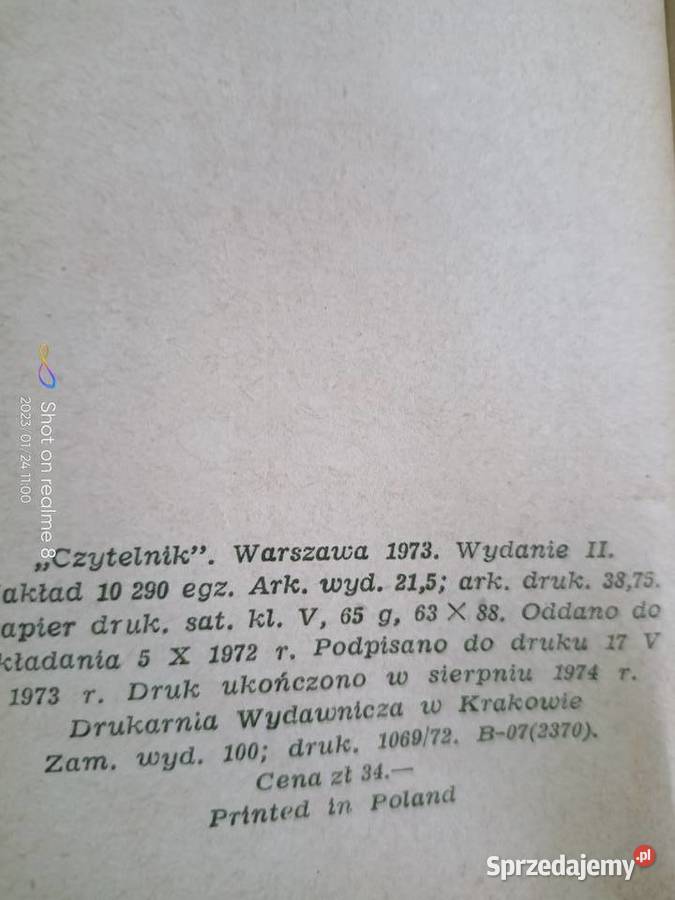 Shot on realme 8
2023/01/24 11:00
„Czytelnik”. Warszawa 1973. Wydanie II.
akład 10 290 egz. Ark. wyd. 21,5; ark. druk. 38,75.
apier druk. sat. kl. V, 65 g, 63 × 88. Oddano do
kładania 5 X 1972 r. Podpisano do druku 17 V
1973 r. Druk ukończono w sierpniu 1974 r.
Drukarnia Wydawnicza w Krakowie
Zam. wyd. 100; druk. 1069/72. B-07(2370).
Cena zł 34.—
Printed in Poland
Sprzedajemy.pl